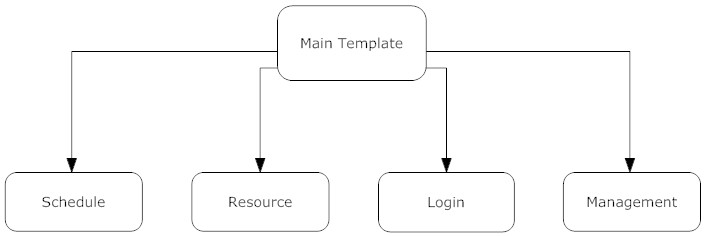 Main Template
Schedule
Resource
Login
Management